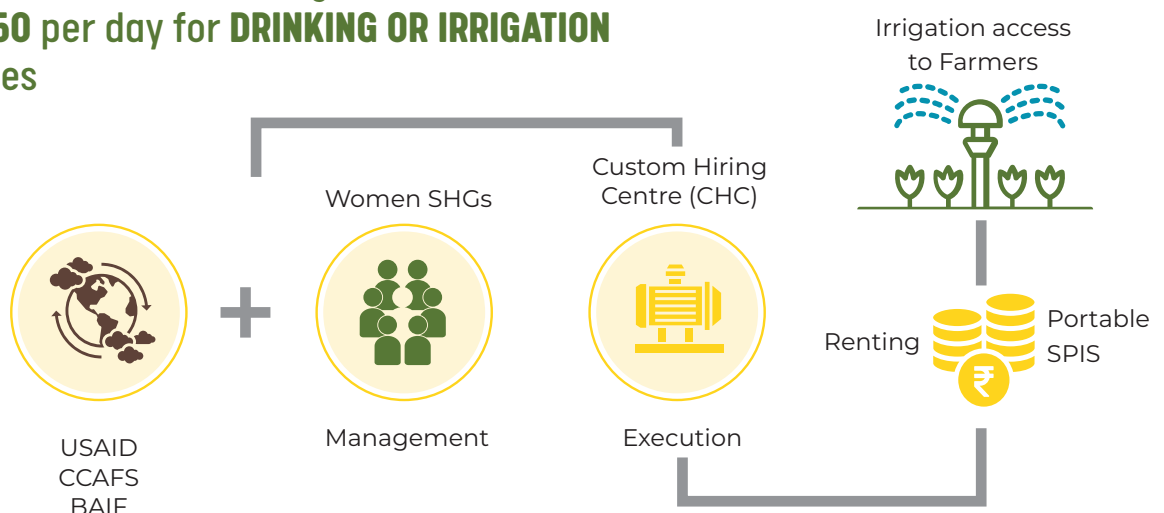 50 per day for DRINKING OR IRRIGATION
es
Irrigation access
to Farmers
Women SHGs
Custom Hiring
Centre (CHC)
Renting
₹
Portable
SPIS
USAID
CCAFS
BAIF
Management
Execution